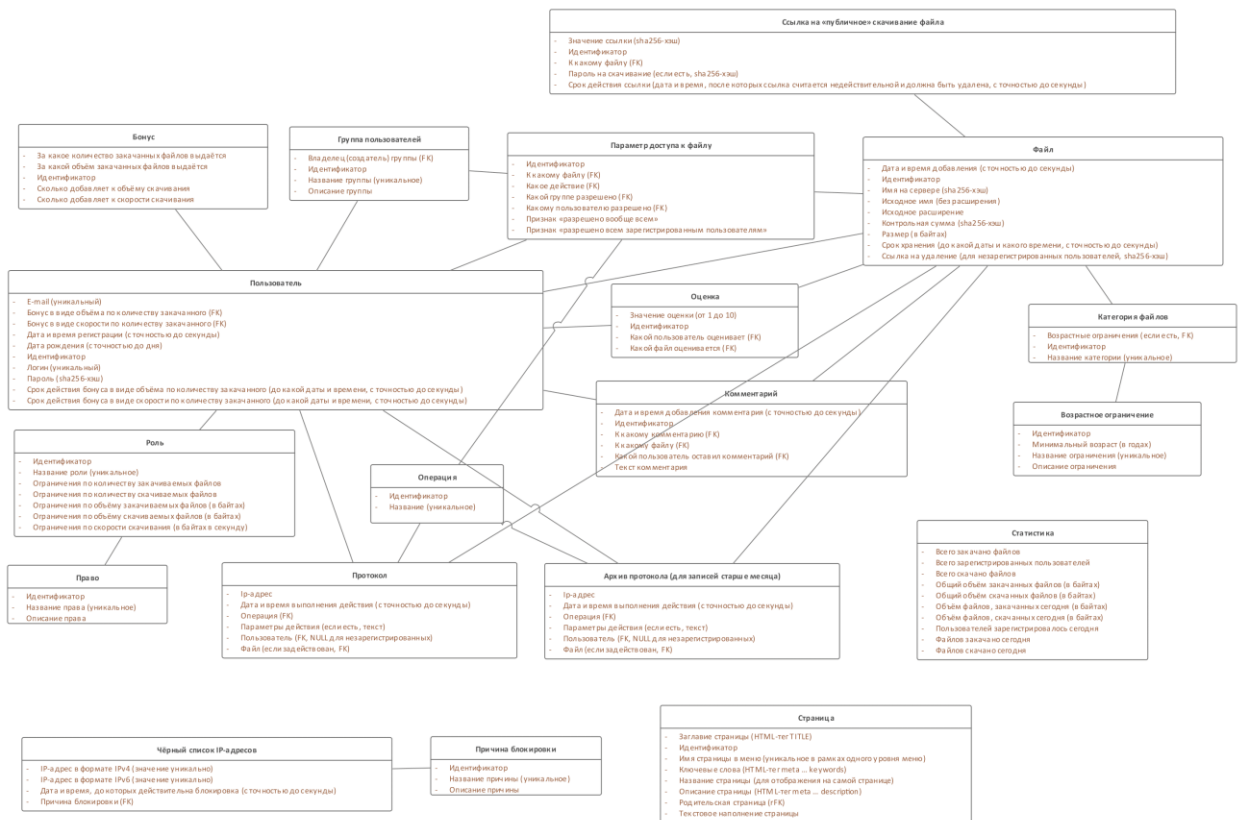 Ссылка на «публичное» скачивание файла
- Значение ссылки (sha256-хэш)
- Идентификатор
- К какому файлу (FK)
- Пароль на скачивание (если есть, sha256-хэш)
- Срок действия ссылки (дата и время, после которых ссылка считается недействительной и должна быть удалена, с точностью до секунды)
Бонус
- За какое количество закачанных файлов выдаётся
- За какой объём закачанных файлов выдаётся
- Идентификатор
- Сколько добавляет к объёму скачивания
- Сколько добавляет к скорости скачивания
Группа пользователей
- Владелец (создатель) группы (FK)
- Идентификатор
- Название группы (уникальное)
- Описание группы
Параметр доступа к файлу
- Идентификатор
- К какому файлу (FK)
- Какое действие (FK)
- Какой группе разрешено (FK)
- Какому пользователю разрешено (FK)
- Признак «разрешено вообще всем»
- Признак «разрешено всем зарегистрированным пользователям»
Файл
- Дата и время добавления (с точностью до секунды)
- Идентификатор
- Имя на сервере (sha256-хэш)
- Исходное имя (без расширения)
- Исходное расширение
- Контрольная сумма (sha256-хэш)
- Размер (в байтах)
- Срок хранения (до какой даты и какого времени, с точностью до секунды)
- Ссылка на удаление (для незарегистрированных пользователей, sha256-хэш)
Пользователь
- E-mail (уникальный)
- Бонус в виде объёма по количеству закачанного (FK)
- Бонус в виде скорости по количеству закачанного (FK)
- Дата и время регистрации (с точностью до секунды)
- Дата рождения (с точностью до дня)
- Идентификатор
- Логин (уникальный)
- Пароль (sha256-хэш)
- Срок действия бонуса в виде объёма по количеству закачанного (до какой даты и времени, с точностью до секунды)
- Срок действия бонуса в виде скорости по количеству закачанного (до какой даты и времени, с точностью до секунды)
Оценка
- Значение оценки (от 1 до 10)
- Идентификатор
- Какой пользователь оценивает (FK)
- Какой файл оценивается (FK)
Категория файлов
- Возрастные ограничения (если есть, FK)
- Идентификатор
- Название категории (уникальное)
Комментарий
- Дата и время добавления комментария (с точностью до секунды)
- Идентификатор
- К какому комментарию (FK)
- К какому файлу (FK)
- Какой пользователь оставил комментарий (FK)
- Текст комментария
Возрастное ограничение
- Идентификатор
- Минимальный возраст (в годах)
- Название ограничения (уникальное)
- Описание ограничения
Роль
- Идентификатор
- Название роли (уникальное)
- Ограничения по количеству закачиваемых файлов
- Ограничения по количеству скачиваемых файлов
- Ограничения по объёму закачиваемых файлов (в байтах)
- Ограничения по объёму скачиваемых файлов (в байтах)
- Ограничения по скорости скачивания (в байтах в секунду)
Операция
- Идентификатор
- Название (уникальное)
Право
- Идентификатор
- Название права (уникальное)
- Описание права
Протокол
- Ip-адрес
- Дата и время выполнения действия (с точностью до секунды)
- Операция (FK)
- Параметры действия (если есть, текст)
- Пользователь (FK, NULL для незарегистрированных)
- Файл (если задействован, FK)
Архив протокола (для записей старше месяца)
- Ip-адрес
- Дата и время выполнения действия (с точностью до секунды)
- Операция (FK)
- Параметры действия (если есть, текст)
- Пользователь (FK, NULL для незарегистрированных)
- Файл (если задействован, FK)
Статистика
- Всего закачано файлов
- Всего зарегистрированных пользователей
- Всего скачано файлов
- Общий объём закачанных файлов (в байтах)
- Общий объём скачанных файлов (в байтах)
- Объём файлов, закачанных сегодня (в байтах)
- Объём файлов, скачанных сегодня (в байтах)
- Пользователей зарегистрировалось сегодня
- Файлов закачано сегодня
- Файлов скачано сегодня
Чёрный список IP-адресов
- IP-адрес в формате IPv4 (значение уникально)
- IP-адрес в формате IPv6 (значение уникально)
- Дата и время, до которых действительна блокировка (с точностью до секунды)
- Причина блокировки (FK)
Причина блокировки
- Идентификатор
- Название причины (уникальное)
- Описание причины
Страница
- Заглавие страницы (HTML-тег TITLE)
- Идентификатор
- Имя страницы в меню (уникальное в рамках одного уровня меню)
- Ключевые слова (HTML-тег meta … keywords)
- Название страницы (для отображения на самой странице)
- Описание страницы (HTML-тег meta … description)
- Родительская страница (rFK)
- Текстовое наполнение страницы